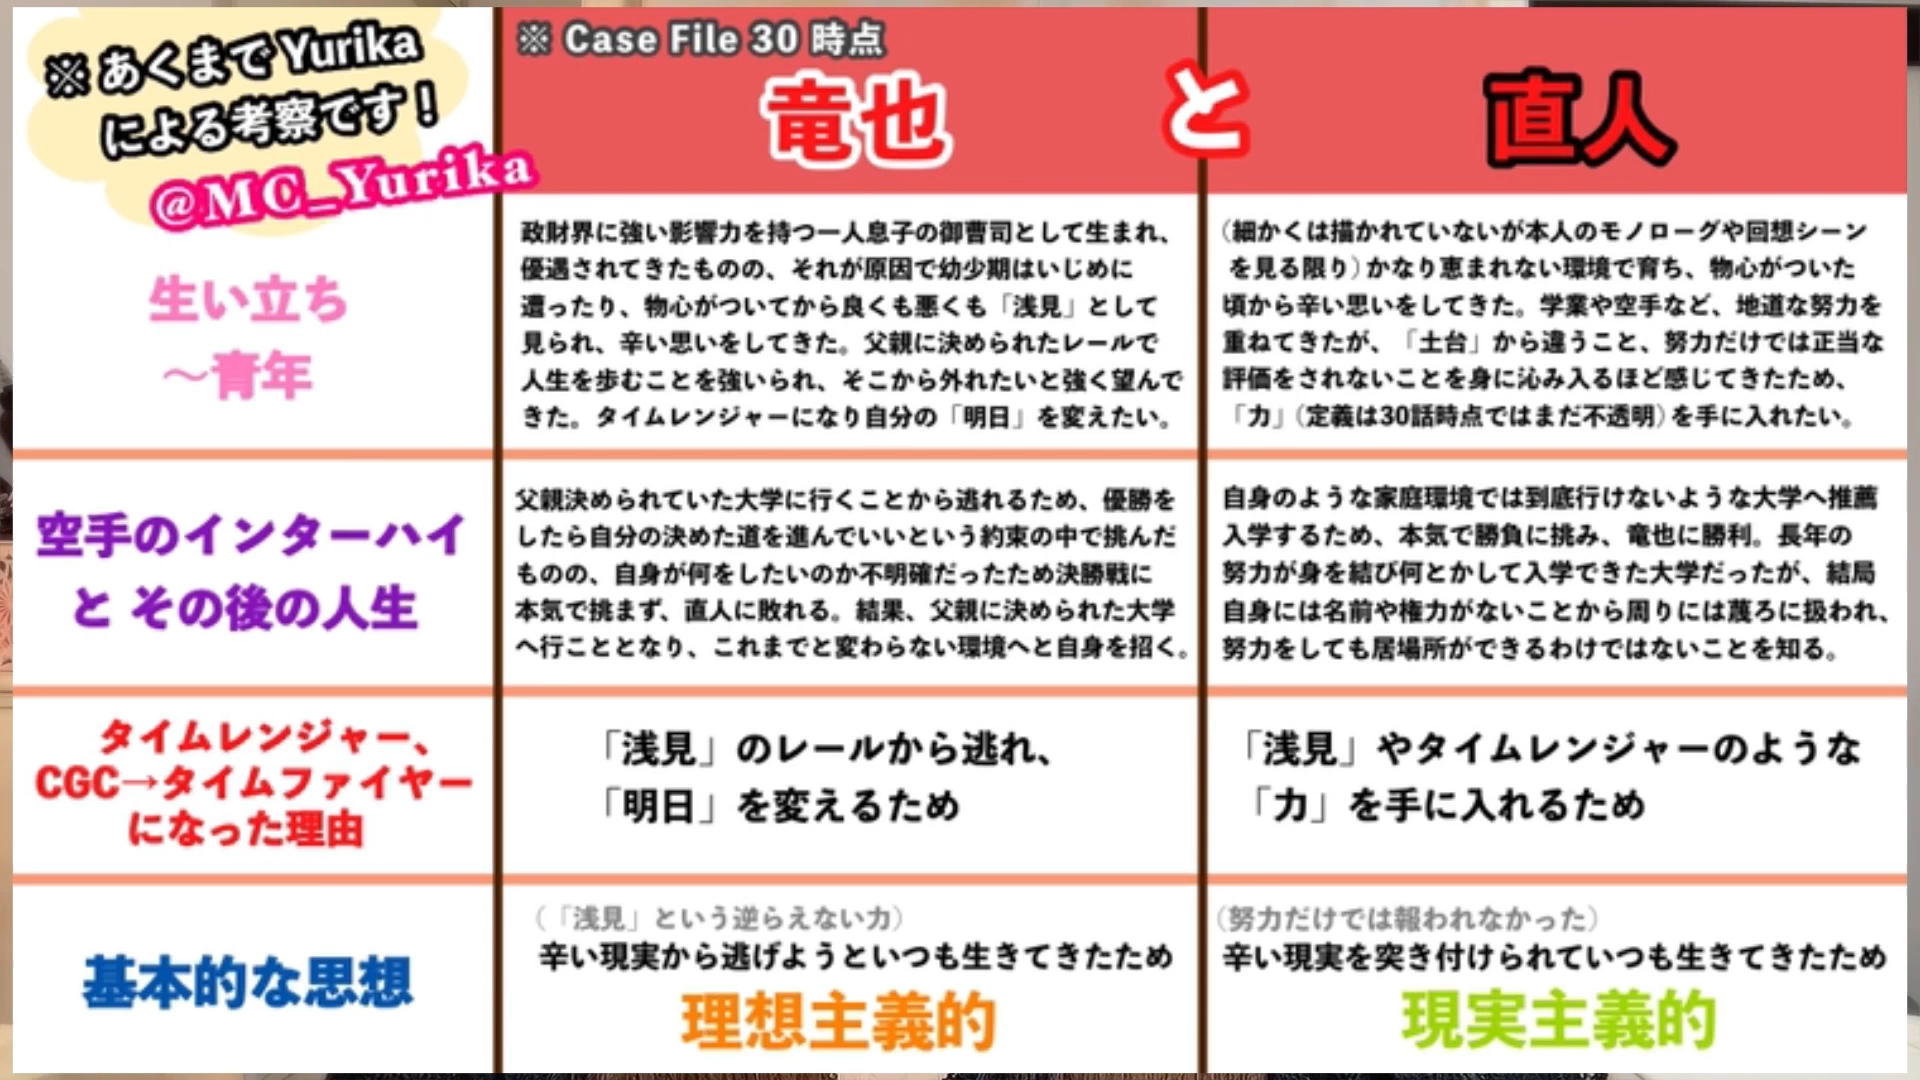 ※ あくまで Yurika
による考察です！
@MC_Yurika
※ Case File 30 時点
竜也
と
直人
生い立ち
～青年
政財界に強い影響力を持つ一人息子の御曹司として生まれ、
優遇されてきたものの、それが原因で幼少期はいじめに
遭ったり、物心がついてから良くも悪くも「浅見」として
見られ、辛い思いをしてきた。父親に決められたレールで
人生を歩むことを強いられ、そこから外れたいと強く望んで
きた。タイムレンジャーになり自分の「明日」を変えたい。
（細かくは描かれていないが本人のモノローグや回想シーン
を見る限り）かなり恵まれない環境で育ち、物心がついた
頃から辛い思いをしてきた。学業や空手など、地道な努力を
重ねてきたが、「土台」から違うこと、努力だけでは正当な
評価をされないことを身に沁み入るほど感じてきたため、
「力」（定義は30話時点ではまだ不透明）を手に入れたい。
空手のインターハイ
と その後の人生
父親決められていた大学に行くことから逃れるため、優勝を
したら自分の決めた道を進んでいいという約束の中で挑んだ
ものの、自身が何をしたいのか不明確だったため決勝戦に
本気で挑まず、直人に敗れる。結果、父親に決められた大学
へ行こととなり、これまでと変わらない環境へと自身を招く。
自身のような家庭環境では到底行けないような大学へ推薦
入学するため、本気で勝負に挑み、竜也に勝利。長年の
努力が身を結び何とかして入学できた大学だったが、結局
自身には名前や権力がないことから周りには蔑ろに扱われ、
努力をしても居場所ができるわけではないことを知る。
タイムレンジャー、
CGC→タイムファイヤー
になった理由
「浅見」のレールから逃れ、
「明日」を変えるため
「浅見」やタイムレンジャーのような
「力」を手に入れるため
基本的な思想
（「浅見」という逆らえない力）
辛い現実から逃げようといつも生きてきたため
理想主義的
（努力だけでは報われなかった）
辛い現実を突き付けられていつも生きてきたため
現実主義的